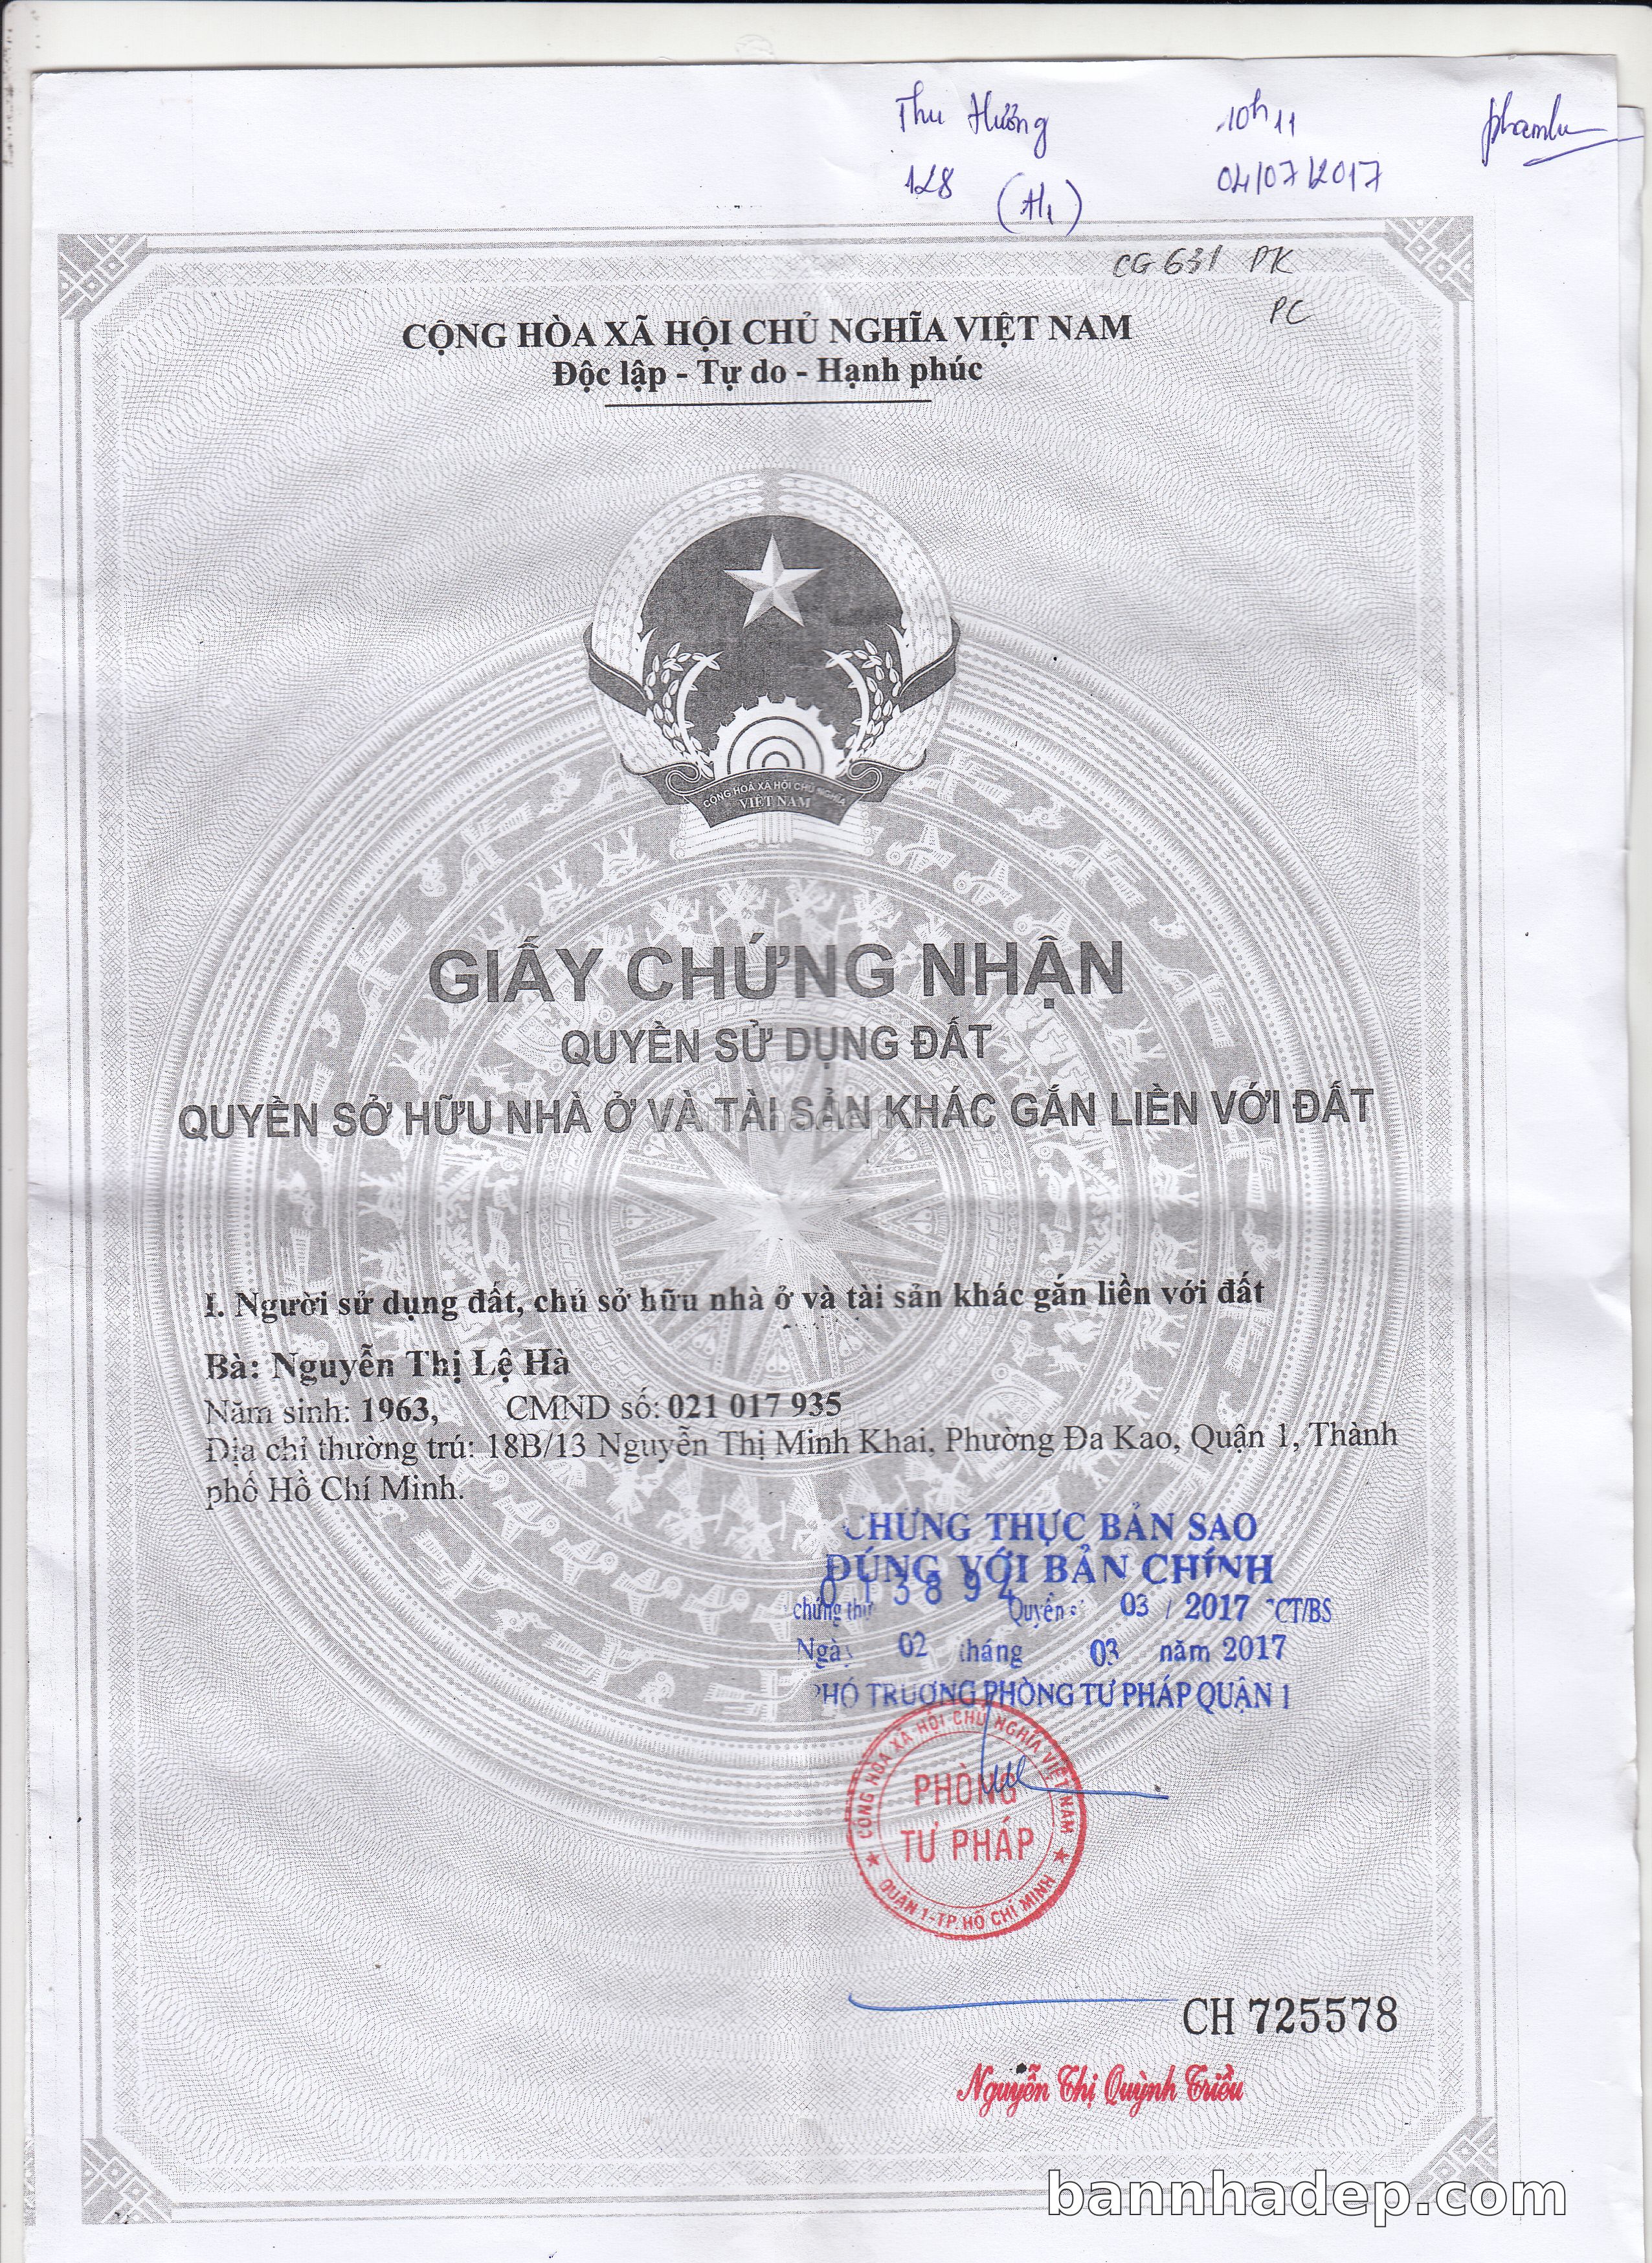 Thu Hường 10h11
128 (H1) 04/07/2017
CG 631 PK
PC
CỘNG HÒA XÃ HỘI CHỦ NGHĨA VIỆT NAM
Độc lập - Tự do - Hạnh phúc
CỘNG HOÀ XÃ HỘI CHỦ NGHĨA
VIỆT NAM
GIẤY CHỨNG NHẬN
QUYỀN SỬ DỤNG ĐẤT
QUYỀN SỞ HỮU NHÀ Ở VÀ TÀI SẢN KHÁC GẮN LIỀN VỚI ĐẤT
I. Người sử dụng đất, chủ sở hữu nhà ở và tài sản khác gắn liền với đất
Bà: Nguyễn Thị Lệ Hà
Năm sinh: 1963, CMND số: 021 017 935
Địa chỉ thường trú: 18B/13 Nguyễn Thị Minh Khai, Phường Đa Kao, Quận 1, Thành
phố Hồ Chí Minh.
CHỨNG THỰC BẢN SAO
ĐÚNG VỚI BẢN CHÍNH
013894
chứng thư Quyển s 03 / 2017 CT/BS
Ngày 02 tháng 03 năm 2017
PHÓ TRƯỞNG PHÒNG TƯ PHÁP QUẬN 1
CỘNG HÒA XÃ HỘI CHỦ NGHĨA VIỆT NAM
PHÒNG
TƯ PHÁP
★ QUẬN 1-TP. HỒ CHÍ MINH ★
CH 725578
Nguyễn Thị Quỳnh Triều
bannhadep.com